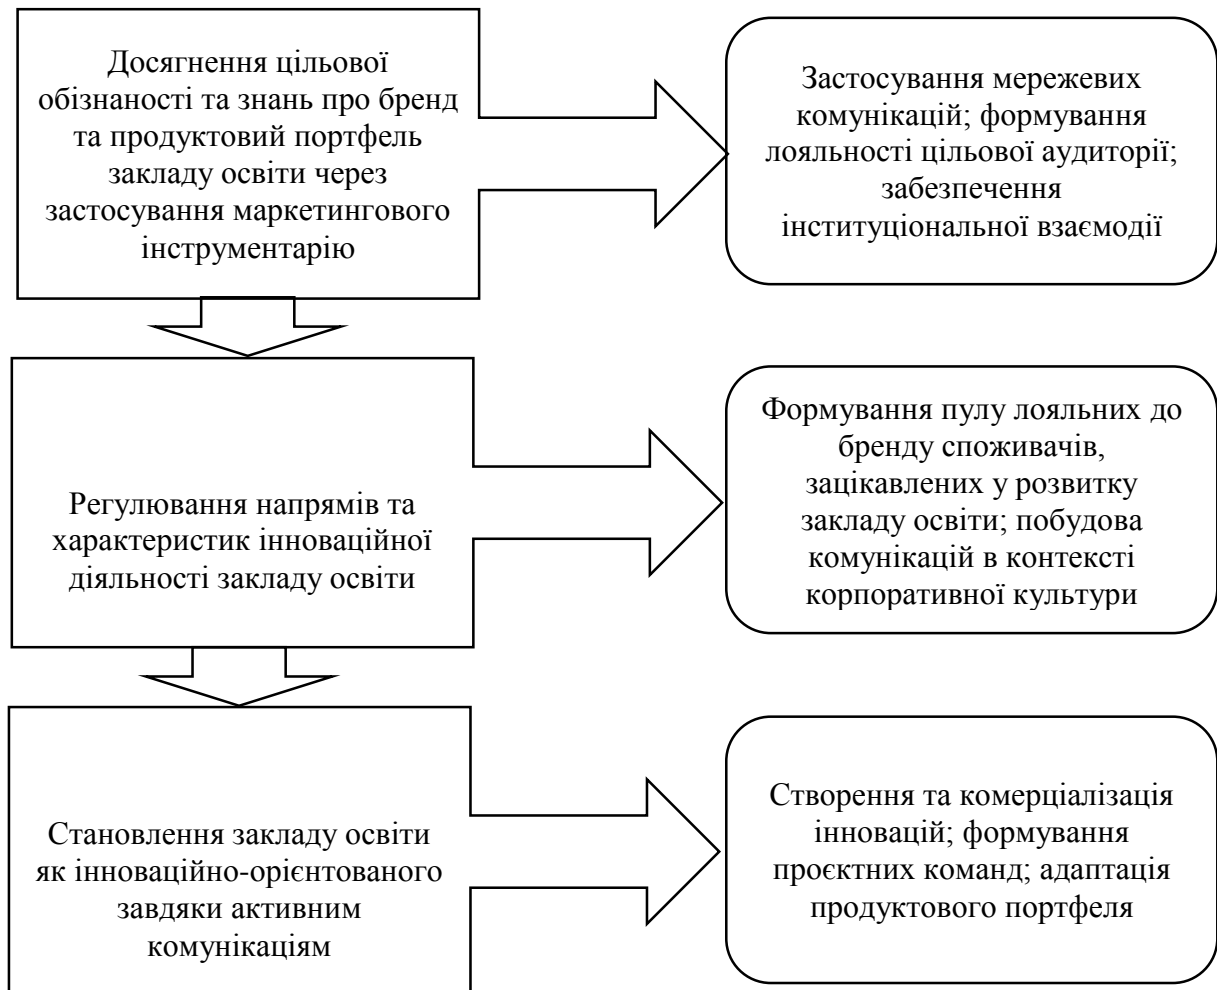 Досягнення цільової
обізнаності та знань про бренд
та продуктовий портфель
закладу освіти через
застосування маркетингового
інструментарію
Застосування мережевих
комунікацій; формування
лояльності цільової аудиторії;
забезпечення
інституціональної взаємодії
Регулювання напрямів та
характеристик інноваційної
діяльності закладу освіти
Формування пулу лояльних до
бренду споживачів,
зацікавлених у розвитку
закладу освіти; побудова
комунікацій в контексті
корпоративної культури
Становлення закладу освіти
як інноваційно-орієнтованого
завдяки активним
комунікаціям
Створення та комерціалізація
інновацій; формування
проєктних команд; адаптація
продуктового портфеля